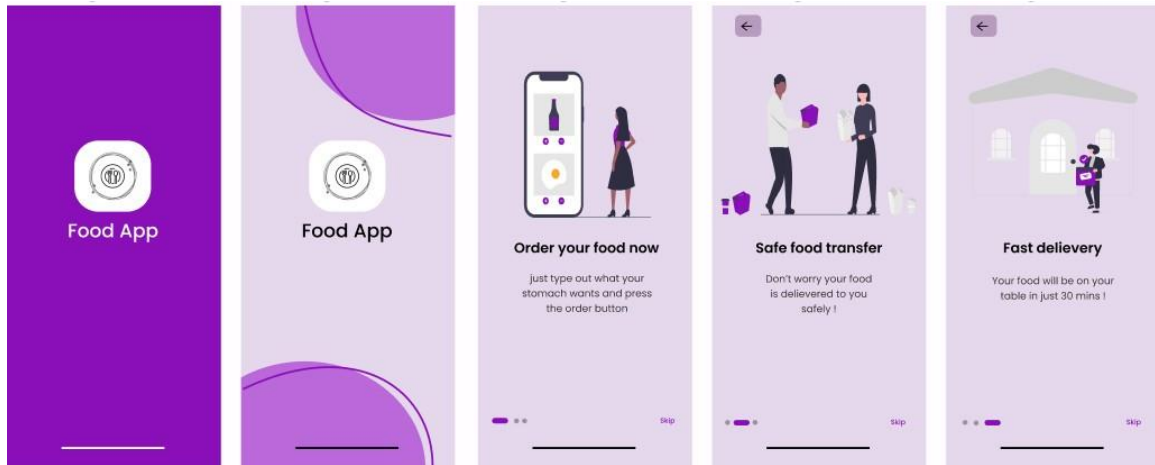 Food App
Food App
Order your food now
just type out what your
stomach wants and press
the order button
Skip
Safe food transfer
Don't worry your food
is delievered to you
safely !
Skip
Fast delievery
Your food will be on your
table in just 30 mins !
Skip